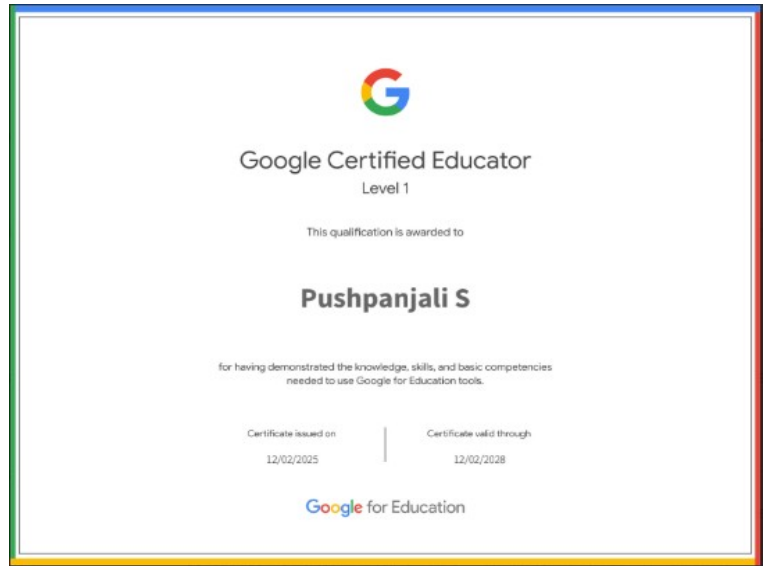 G
Google Certified Educator
Level 1
This qualification is awarded to
Pushpanjali S
for having demonstrated the knowledge, skills, and basic competencies
needed to use Google for Education tools.
Certificate issued on
12/02/2025
Certificate valid through
12/02/2028
Google for Education